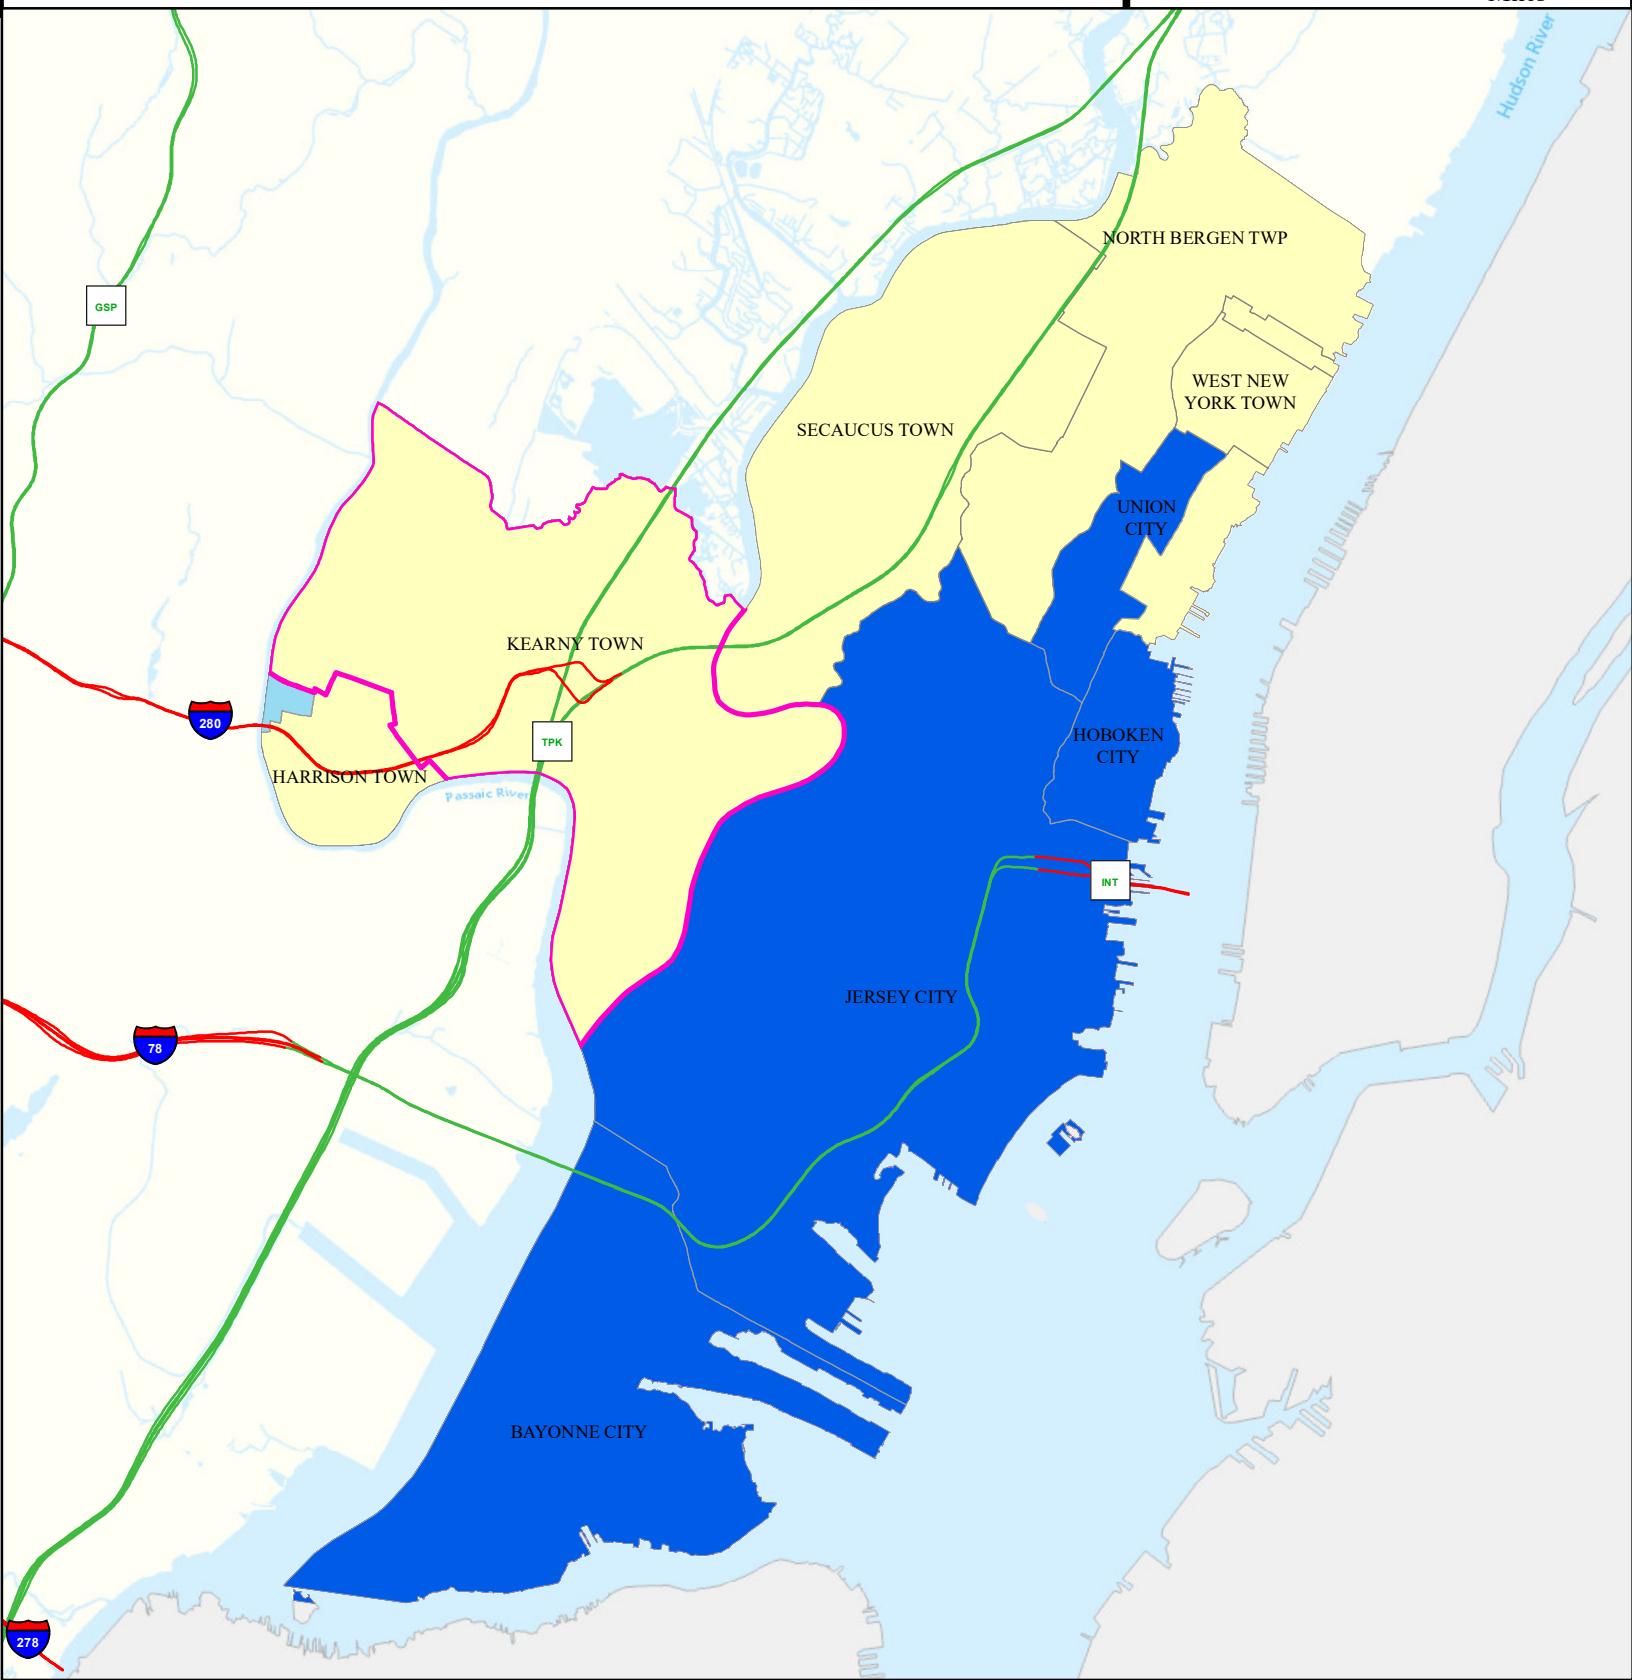 Hudson River
NORTH BERGEN TWP
GSP
WEST NEW
YORK TOWN
SECAUCUS TOWN
UNION
CITY
KEARNY TOWN
280
TPK
HOBOKEN
CITY
HARRISON TOWN
Passaic River
INT
JERSEY CITY
78
BAYONNE CITY
278